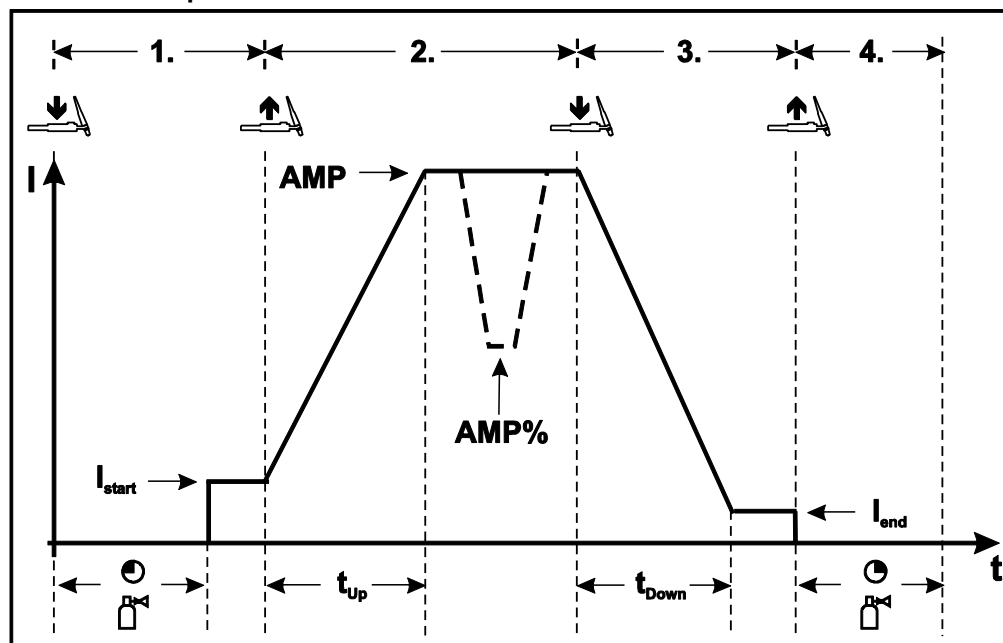 1. 2. 3. 4.
I
AMP
AMP%
Istart
Iend
t
tUp
tDown